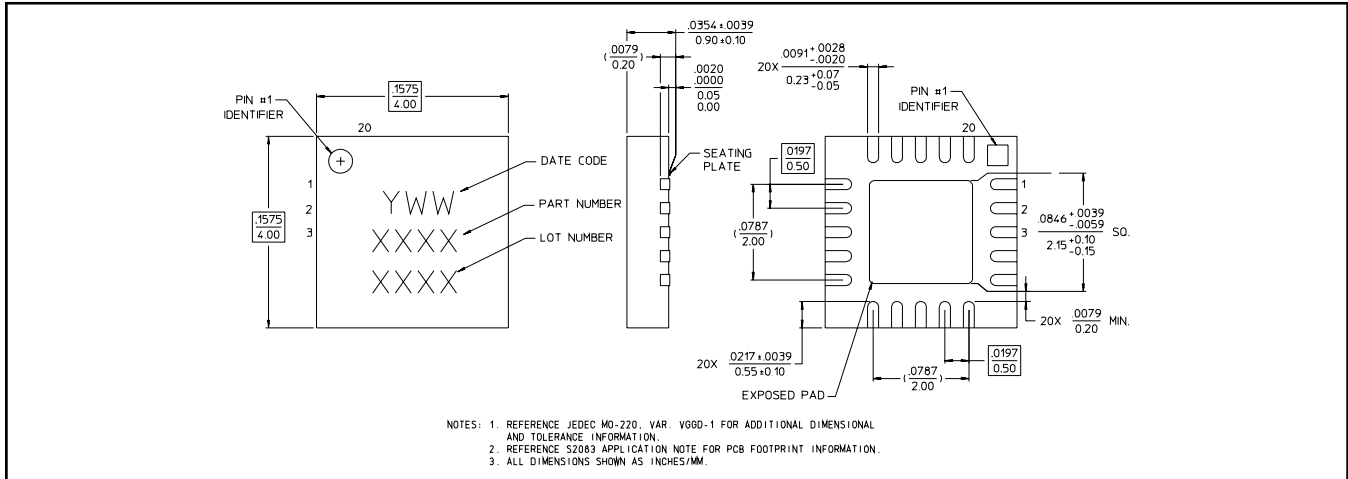 PIN #1
IDENTIFIER
.1575
4.00
20
.1575
4.00
1
2
3
DATE CODE
YWW
PART NUMBER
XXXX
LOT NUMBER
XXXX
.0354 ±.0039
0.90 ±0.10
(.0079
0.20)
.0020
.0000
0.05
0.00
SEATING
PLATE
20X .0091 +.0028
-.0020
0.23 +0.07
-0.05
PIN #1
IDENTIFIER
20
.0197
0.50
1
2
3
(.0787
2.00)
.0846 +.0039
-.0059
2.15 +0.10
-0.15
SQ.
20X .0079
0.20 MIN.
20X .0217 ±.0039
0.55 ±0.10
(.0787
2.00)
.0197
0.50
EXPOSED PAD
NOTES: 1. REFERENCE JEDEC MO-220, VAR. VGGD-1 FOR ADDITIONAL DIMENSIONAL
AND TOLERANCE INFORMATION.
2. REFERENCE S2083 APPLICATION NOTE FOR PCB FOOTPRINT INFORMATION.
3. ALL DIMENSIONS SHOWN AS INCHES/MM.